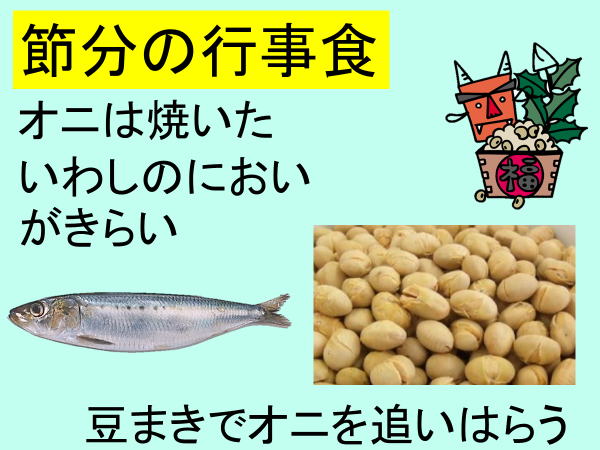 節分の行事食
オニは焼いた
いわしのにおい
がきらい
福
豆まきでオニを追いはらう